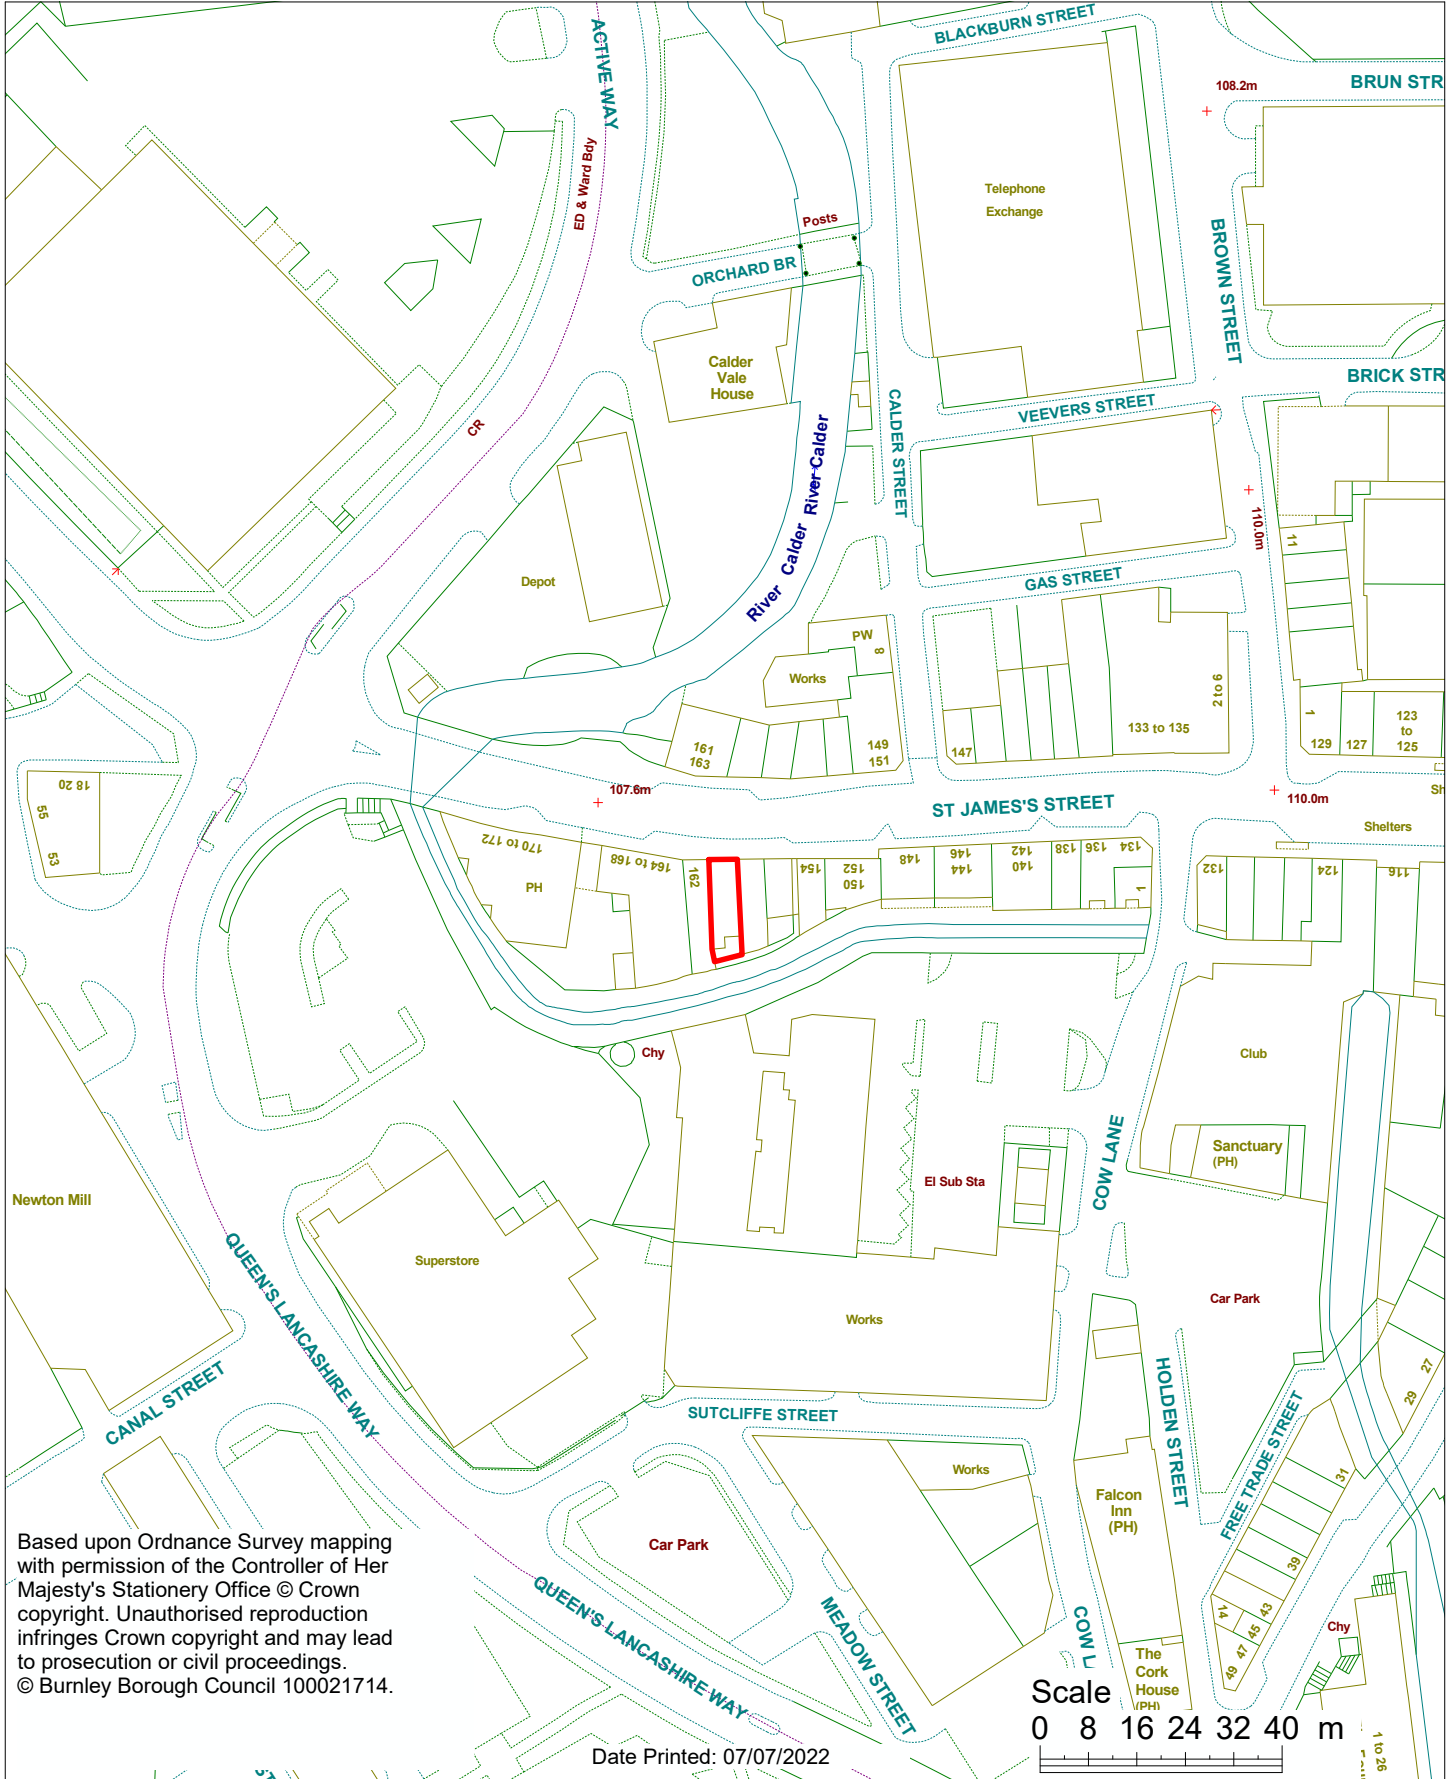 BLACKBURN STREET
ACTIVE WAY
108.2m
BRUN STR
ED & Ward Bdy
Telephone
Exchange
Posts
ORCHARD BR
BROWN STREET
Calder
Vale
House
BRICK STR
VEEVERS STREET
CALDER STREET
CR
River Calder River Calder
110.0m
11
Depot
GAS STREET
PW
8
Works
2 to 6
161
163
149
151
147
133 to 135
1
129
127
123
to
125
18 20
55
53
107.6m
ST JAMES'S STREET
110.0m
Sh
Shelters
170 to 172
PH
164 to 168
162
154
152
150
148
146
144
142
140
138
136
134
1
132
124
116
Chy
Club
COW LANE
Sanctuary
(PH)
El Sub Sta
Newton Mill
QUEEN'S LANCASHIRE WAY
Superstore
Works
Car Park
CANAL STREET
SUTCLIFFE STREET
HOLDEN STREET
FREE TRADE STREET
27
29
31
39
43
45
47
49
14
Works
Falcon
Inn
(PH)
Car Park
QUEEN'S LANCASHIRE WAY
MEADOW STREET
COW L
The
Cork
House
(PH)
Chy
1 to 26
Based upon Ordnance Survey mapping
with permission of the Controller of Her
Majesty's Stationery Office © Crown
copyright. Unauthorised reproduction
infringes Crown copyright and may lead
to prosecution or civil proceedings.
© Burnley Borough Council 100021714.
Scale
0 8 16 24 32 40 m
Date Printed: 07/07/2022